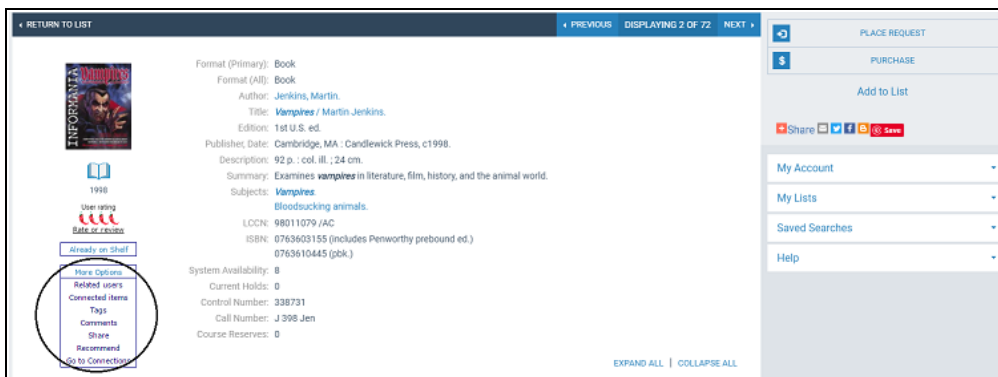 RETURN TO LIST
PREVIOUS DISPLAYING 2 OF 72 NEXT
INFORMANIA
Vampires
1998
User rating
Rate or review
Already on Shelf
More Options
Related users
Connected items
Tags
Comments
Share
Recommend
Go to Connections
Format (Primary): Book
Format (All): Book
Author: Jenkins, Martin.
Title: Vampires / Martin Jenkins.
Edition: 1st U.S. ed.
Publisher, Date: Cambridge, MA : Candlewick Press, c1998.
Description: 92 p. : col. ill. ; 24 cm.
Summary: Examines vampires in literature, film, history, and the animal world.
Subjects: Vampires.
Bloodsucking animals.
LCCN: 98011079 /AC
ISBN: 0763603155 (includes Penworthy prebound ed.)
0763610445 (pbk.)
System Availability: 8
Current Holds: 0
Control Number: 338731
Call Number: J 398 Jen
Course Reserves: 0
EXPAND ALL | COLLAPSE ALL
PLACE REQUEST
$ PURCHASE
Add to List
Share Save
My Account
My Lists
Saved Searches
Help